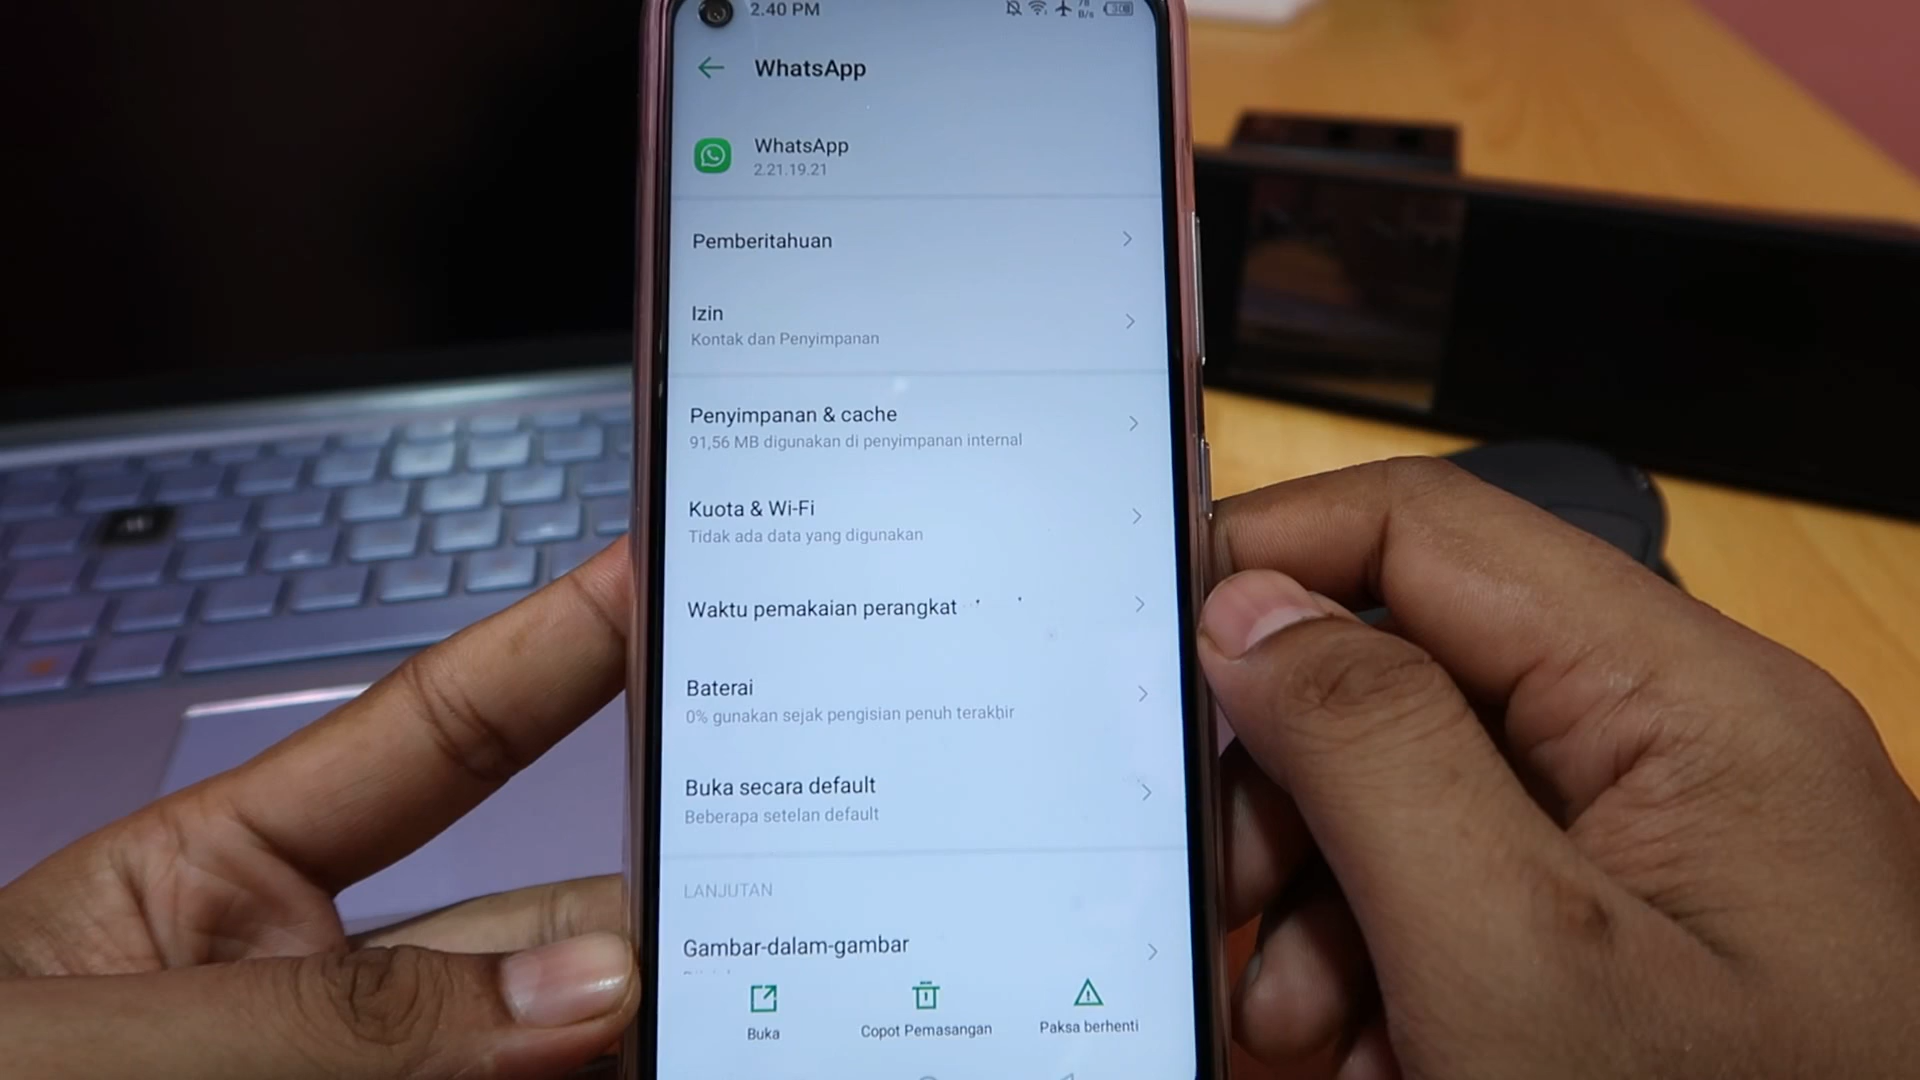 2.40 PM
WhatsApp
WhatsApp
2.21.19.21
Pemberitahuan
Izin
Kontak dan Penyimpanan
Penyimpanan & cache
91,56 MB digunakan di penyimpanan internal
Kuota & Wi-Fi
Tidak ada data yang digunakan
Waktu pemakaian perangkat
Baterai
0% gunakan sejak pengisian penuh terakhir
Buka secara default
Beberapa setelan default
LANJUTAN
Gambar-dalam-gambar
Buka
Copot Pemasangan
Paksa berhenti